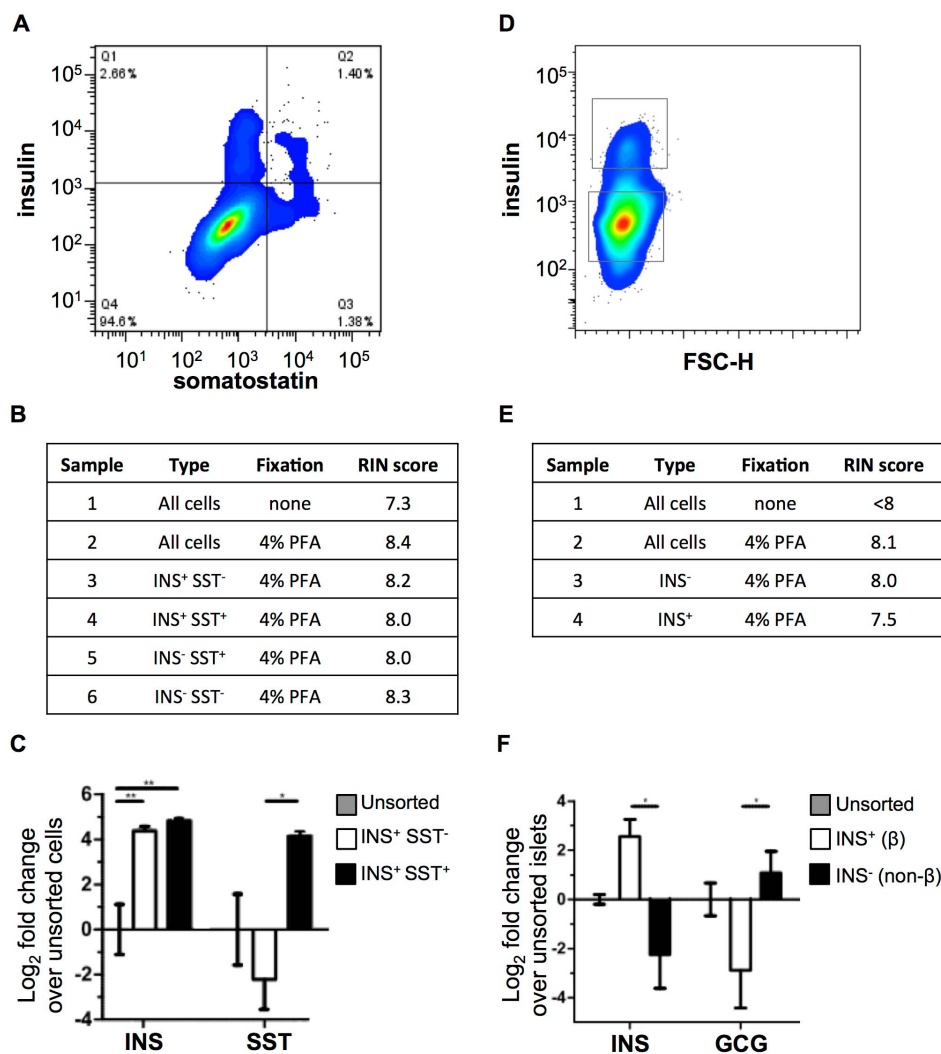 A
Q1
2.66%
Q2
1.40%
Q4
94.6%
Q3
1.38%
10⁵
10⁴
10³
10²
10¹
insulin
10¹ 10² 10³ 10⁴ 10⁵
somatostatin
B
Sample Type Fixation RIN score
1 All cells none 7.3
2 All cells 4% PFA 8.4
3 INS⁺ SST⁻ 4% PFA 8.2
4 INS⁺ SST⁺ 4% PFA 8.0
5 INS⁻ SST⁺ 4% PFA 8.0
6 INS⁻ SST⁻ 4% PFA 8.3
C
Log₂ fold change
over unsorted cells
6
4
2
0
-2
-4
** ** *
INS SST
Unsorted
INS⁺ SST⁻
INS⁺ SST⁺
D
insulin
10⁵
10⁴
10³
10²
FSC-H
E
Sample Type Fixation RIN score
1 All cells none <8
2 All cells 4% PFA 8.1
3 INS⁻ 4% PFA 8.0
4 INS⁺ 4% PFA 7.5
F
Log₂ fold change
over unsorted islets
4
2
0
-2
-4
* *
INS GCG
Unsorted
INS⁺ (β)
INS⁻ (non-β)